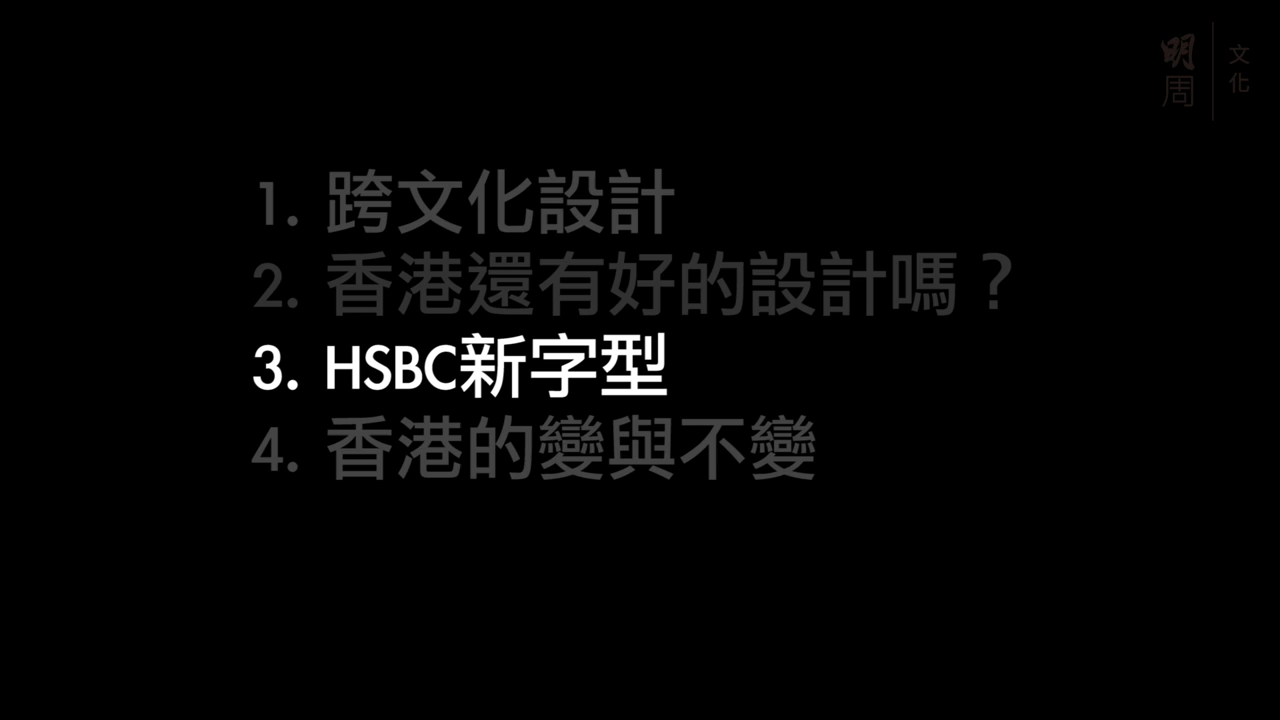 明周 文化
1. 跨文化設計
2. 香港還有好的設計嗎？
3. HSBC新字型
4. 香港的變與不變